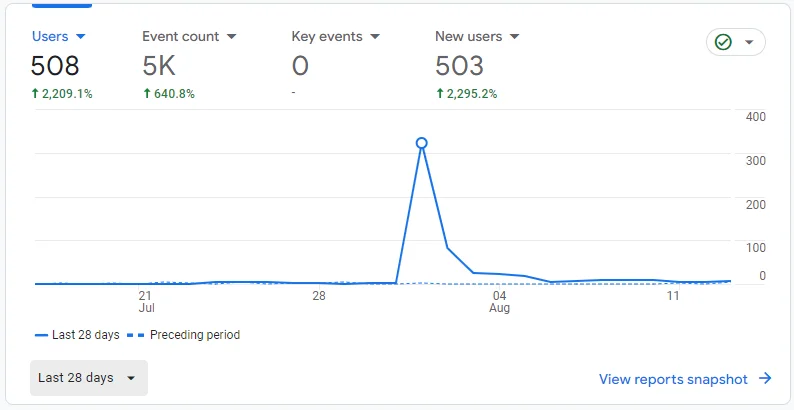 Users Event count Key events New users
508 5K 0 503
2,209.1% 640.8% - 2,295.2%
400
300
200
100
0
21 28 04 11
Jul Aug
Last 28 days Preceding period
Last 28 days View reports snapshot